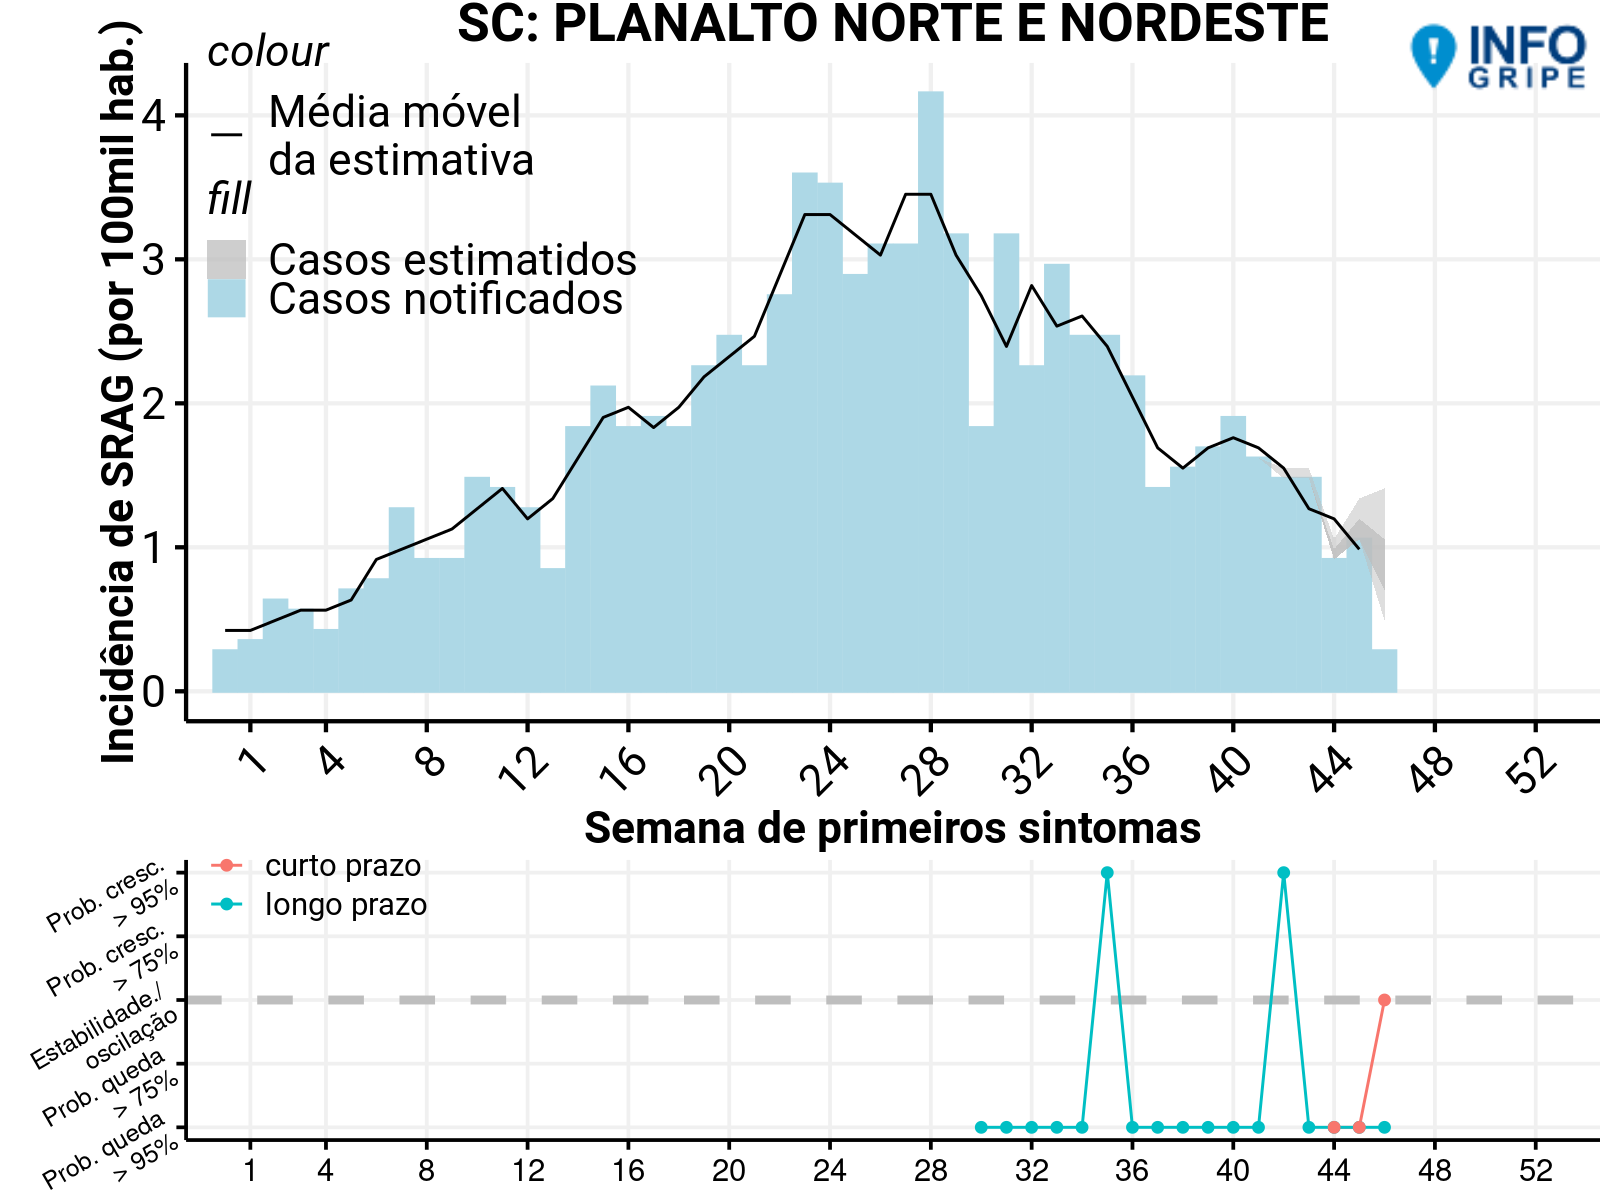 SC: PLANALTO NORTE E NORDESTE
INFO
GRIPE
colour
Média móvel
da estimativa
fill
Casos estimatidos
Casos notificados
Incidência de SRAG (por 100mil hab.)
4
3
2
1
0
1 4 8 12 16 20 24 28 32 36 40 44 48 52
Semana de primeiros sintomas
curto prazo
longo prazo
Prob. cresc.
> 95%
Prob. cresc.
> 75%
Estabilidade./
oscilação
Prob. queda
> 75%
Prob. queda
> 95%
1 4 8 12 16 20 24 28 32 36 40 44 48 52